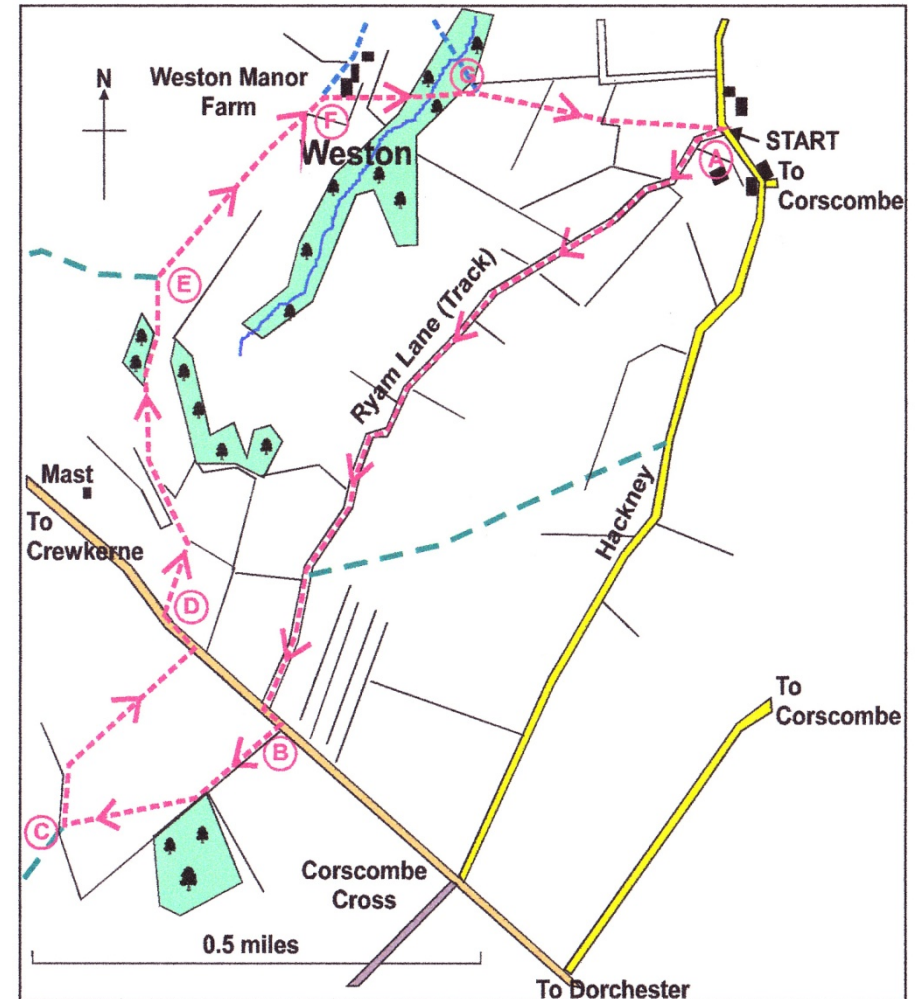 N
Weston Manor
Farm
G
F
Weston
START
A
To
Corscombe
E
Ryam Lane (Track)
Hackney
Mast
To
Crewkerne
D
To
Corscombe
B
C
Corscombe
Cross
0.5 miles
To Dorchester